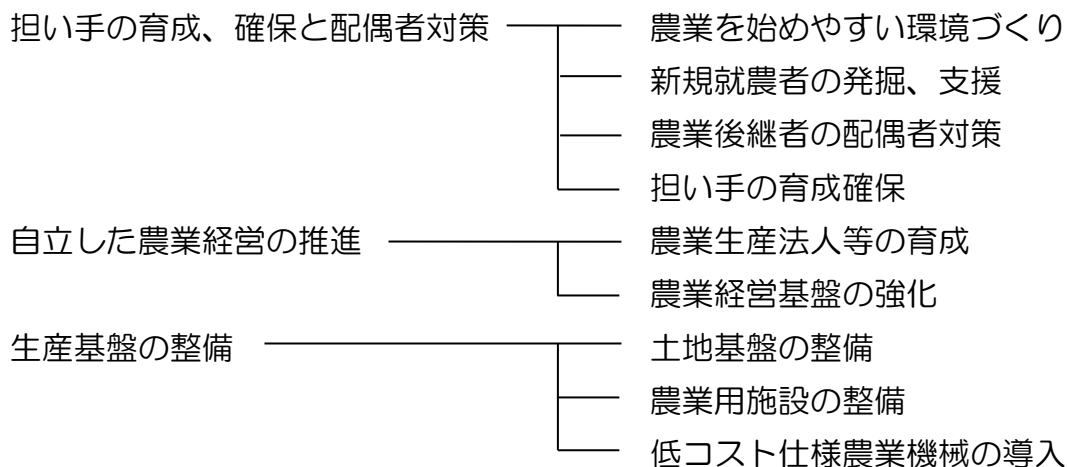 担い手の育成、確保と配偶者対策 農業を始めやすい環境づくり
新規就農者の発掘、支援
農業後継者の配偶者対策
担い手の育成確保
自立した農業経営の推進 農業生産法人等の育成
農業経営基盤の強化
生産基盤の整備 土地基盤の整備
農業用施設の整備
低コスト仕様農業機械の導入